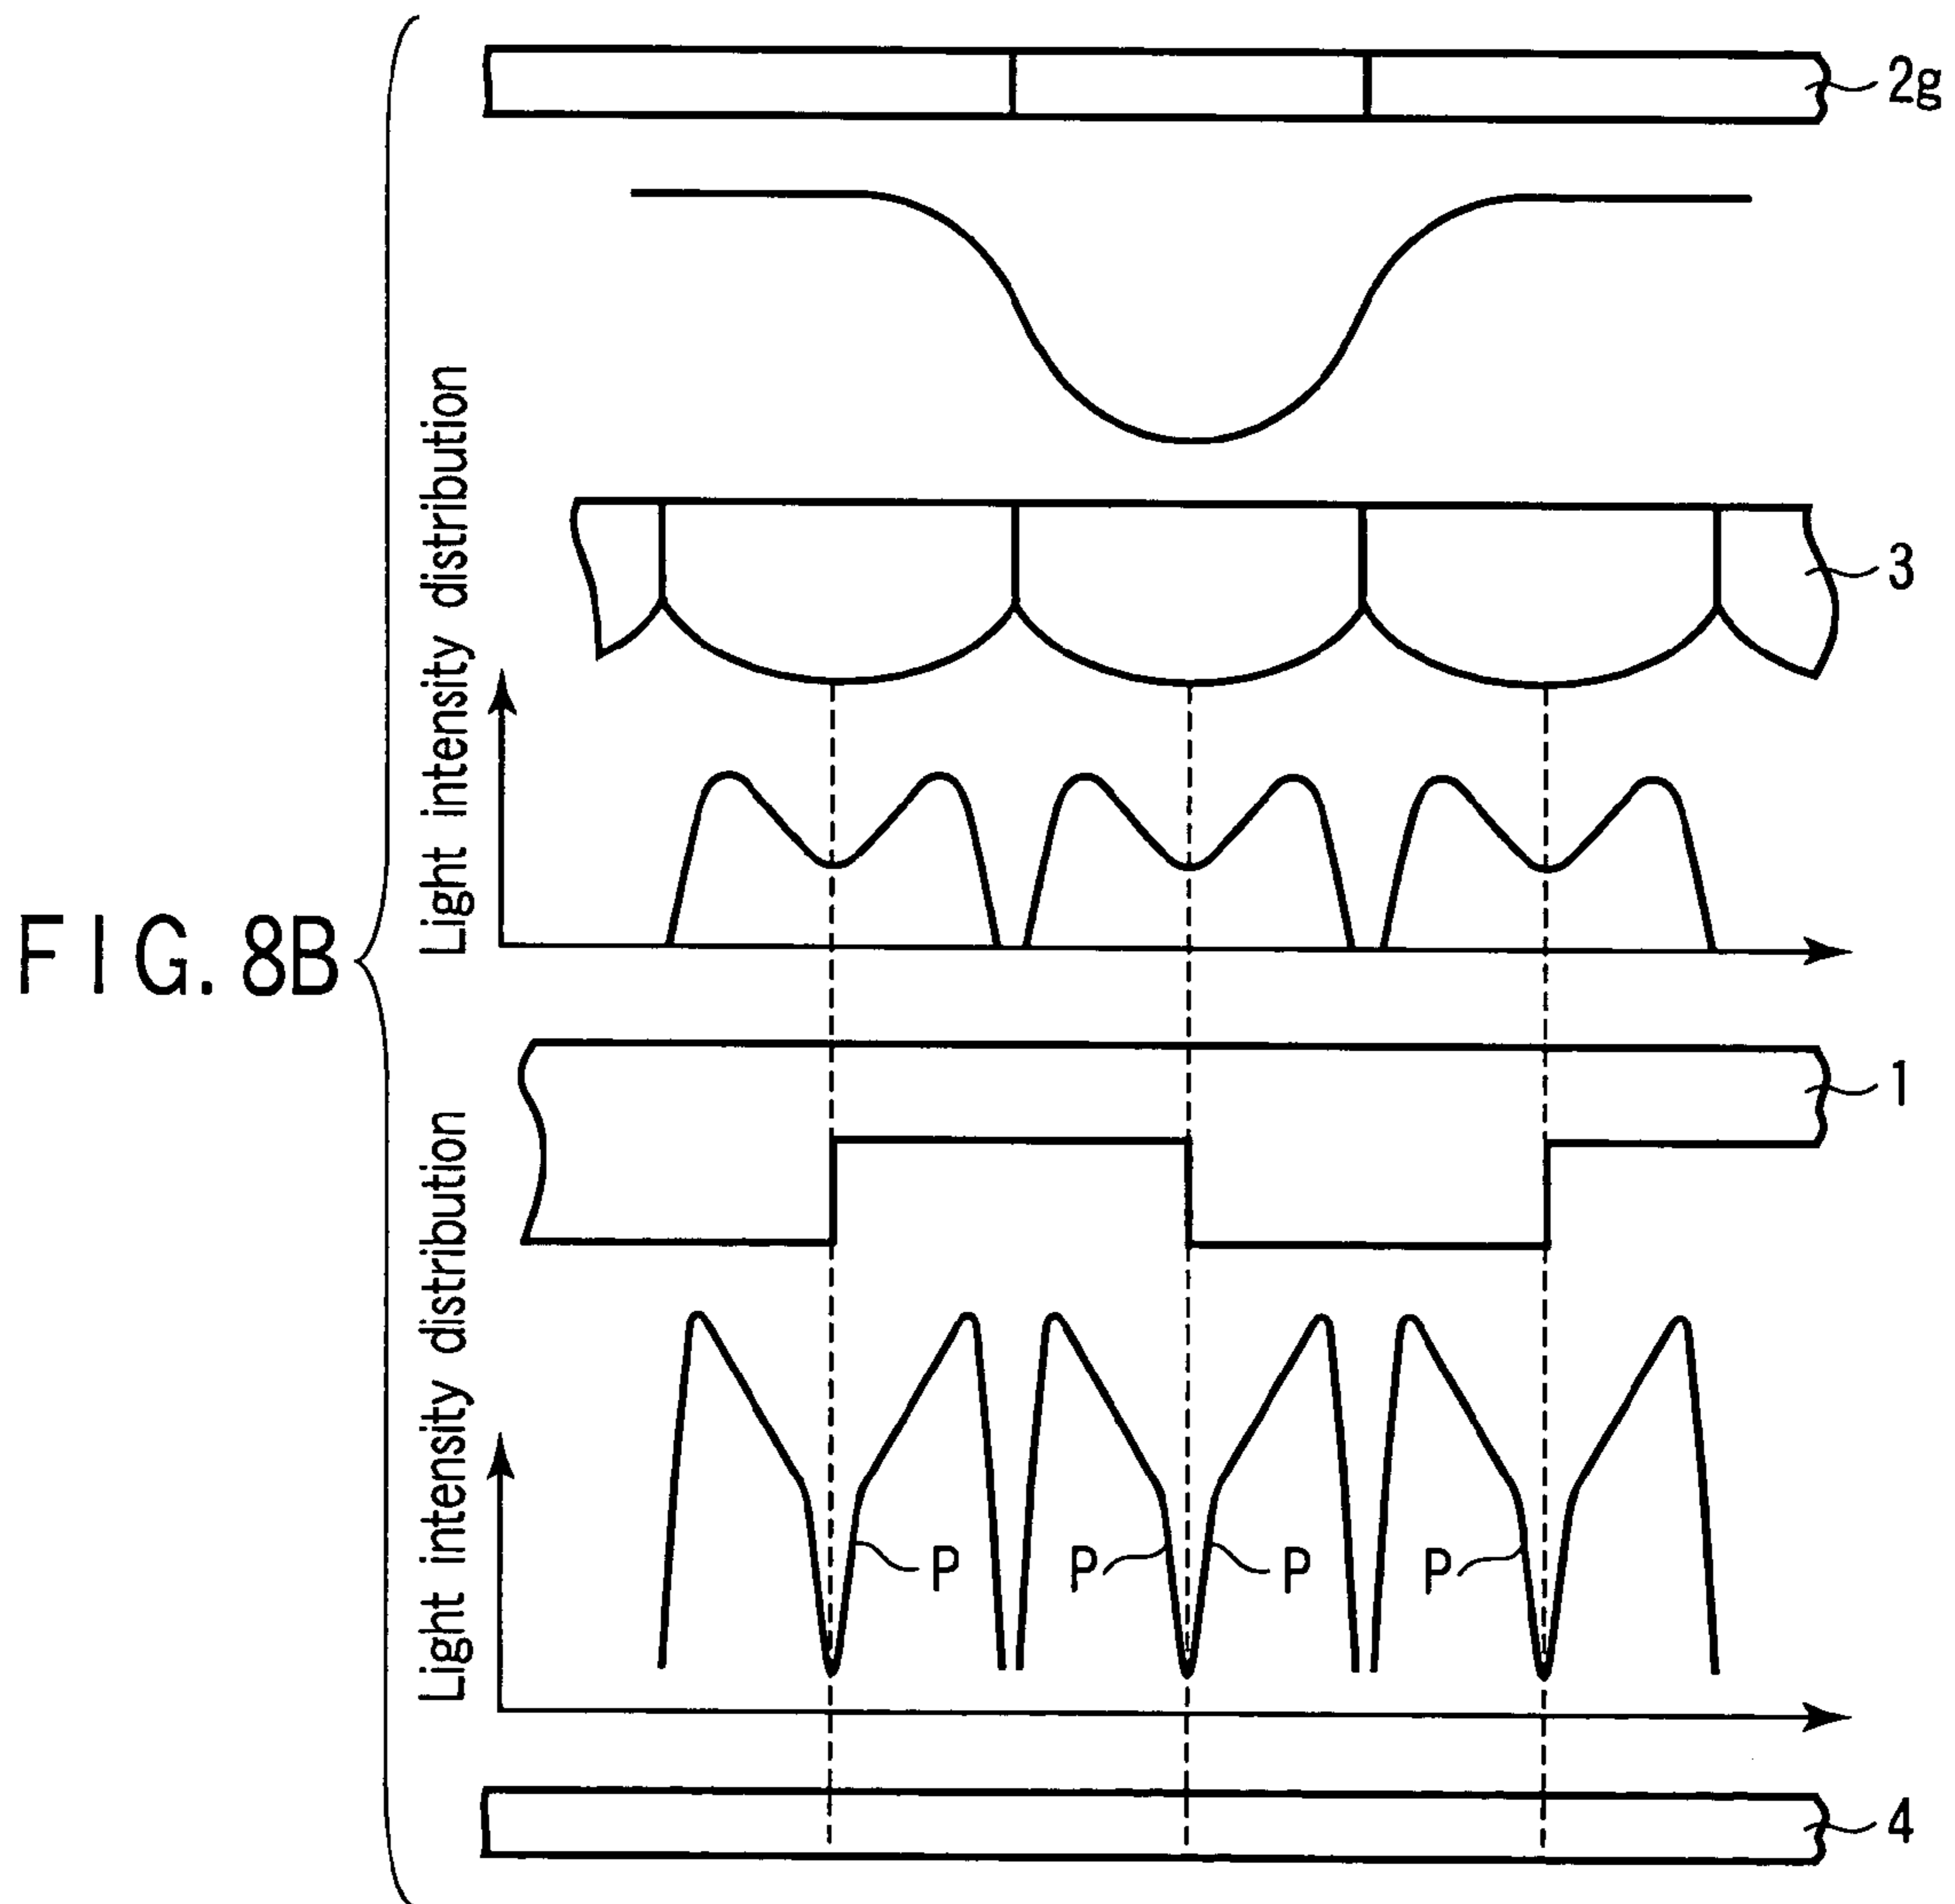 2g
Light intensity distribution
3
FIG. 8B
1
Light intensity distribution
P P P P
4